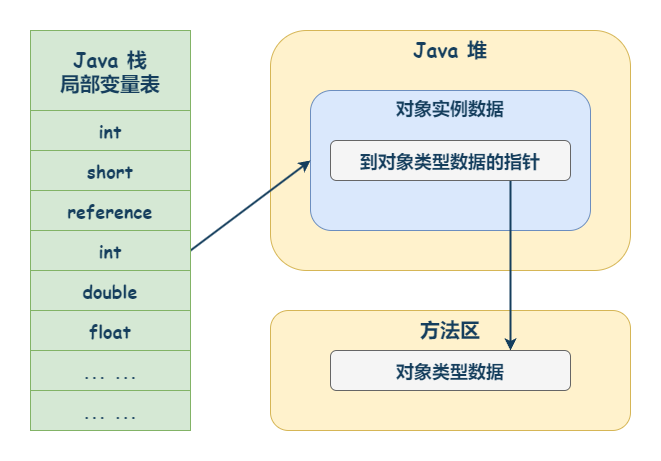 Java 栈
局部变量表
int
short
reference
int
double
float
... ...
... ...
Java 堆
对象实例数据
到对象类型数据的指针
方法区
对象类型数据